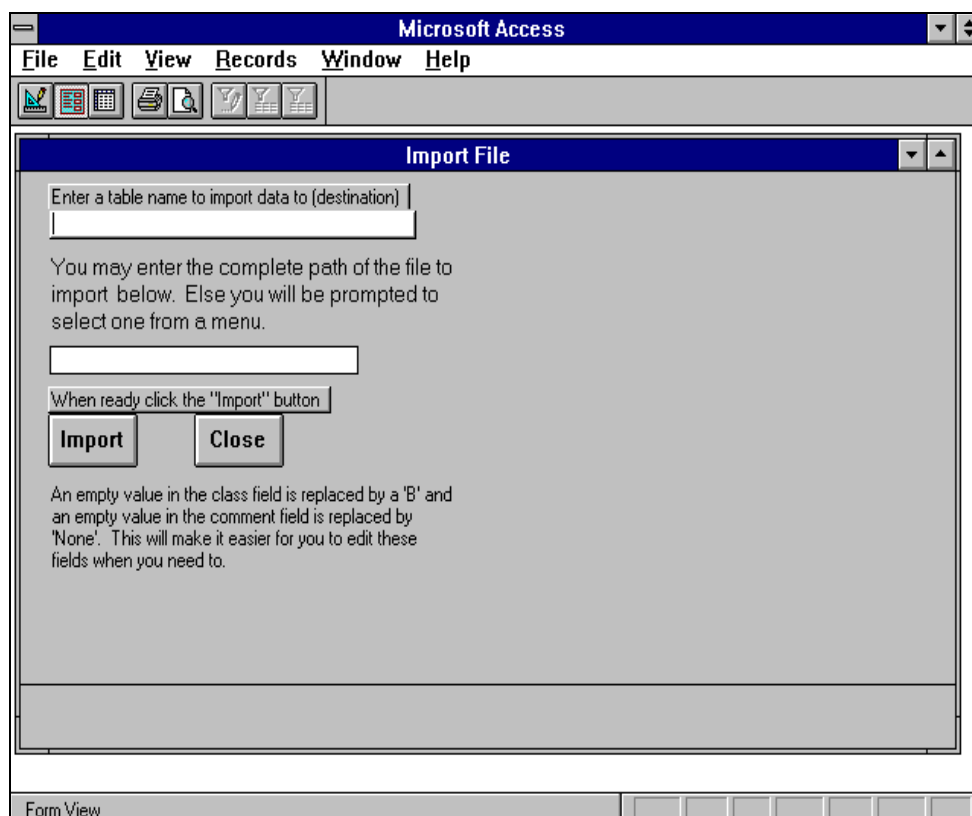 Microsoft Access
File Edit View Records Window Help
Import File
Enter a table name to import data to (destination)
You may enter the complete path of the file to
import below. Else you will be prompted to
select one from a menu.
When ready click the "Import" button
Import Close
An empty value in the class field is replaced by a 'B' and
an empty value in the comment field is replaced by
'None'. This will make it easier for you to edit these
fields when you need to.
Form View